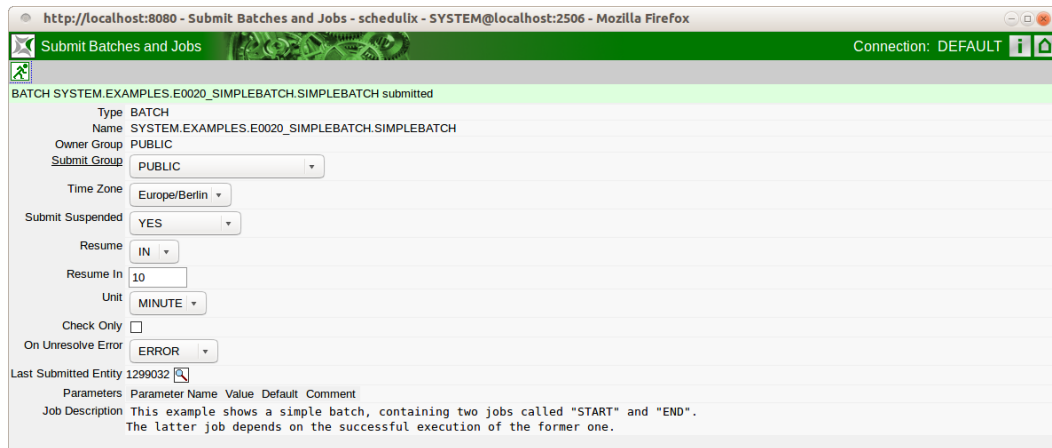 http://localhost:8080 - Submit Batches and Jobs - schedulix - SYSTEM@localhost:2506 - Mozilla Firefox
Submit Batches and Jobs Connection: DEFAULT
BATCH SYSTEM.EXAMPLES.E0020_SIMPLEBATCH.SIMPLEBATCH submitted
Type BATCH
Name SYSTEM.EXAMPLES.E0020_SIMPLEBATCH.SIMPLEBATCH
Owner Group PUBLIC
Submit Group PUBLIC
Time Zone Europe/Berlin
Submit Suspended YES
Resume IN
Resume In 10
Unit MINUTE
Check Only
On Unresolve Error ERROR
Last Submitted Entity 1299032
Parameters Parameter Name Value Default Comment
Job Description This example shows a simple batch, containing two jobs called "START" and "END".
The latter job depends on the successful execution of the former one.